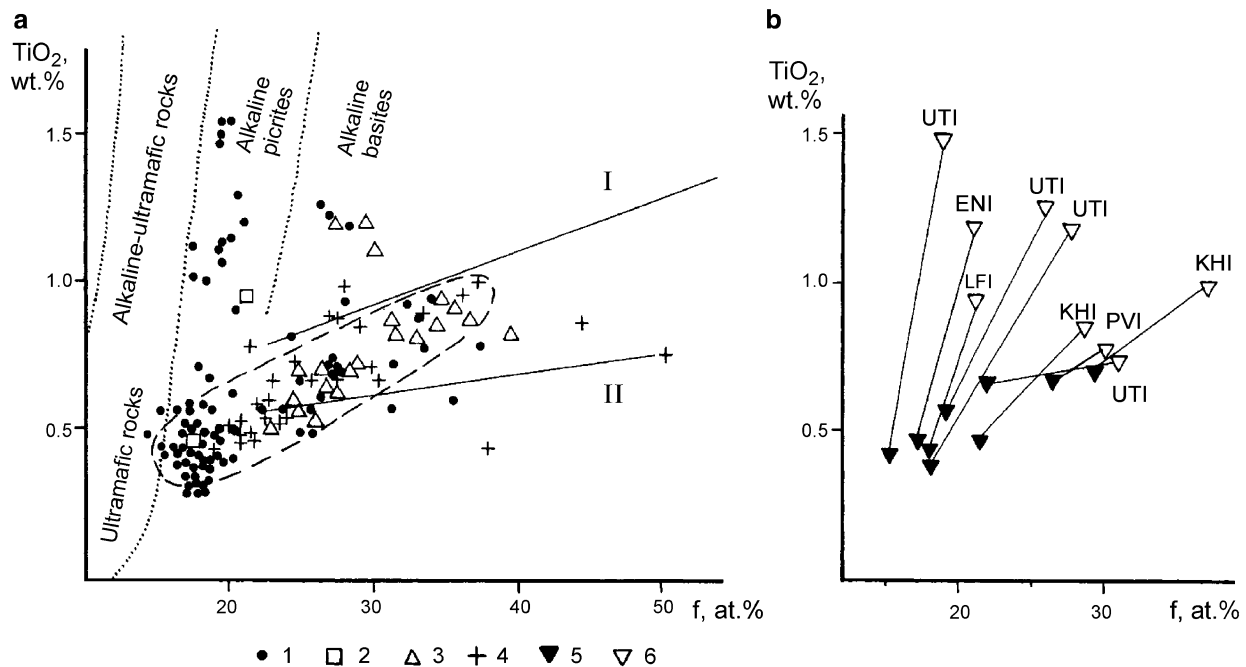 a
TiO2,
wt.%
1.5
1.0
0.5
20
30
40
50
f, at.%
Ultramafic rocks
Alkaline-ultramafic rocks
Alkaline
picrites
Alkaline
basites
I
II
b
TiO2,
wt.%
1.5
1.0
0.5
20
30
f, at.%
UTI
ENI
LFI
UTI
UTI
KHI
KHI
PVI
UTI
1
2
3
4
5
6